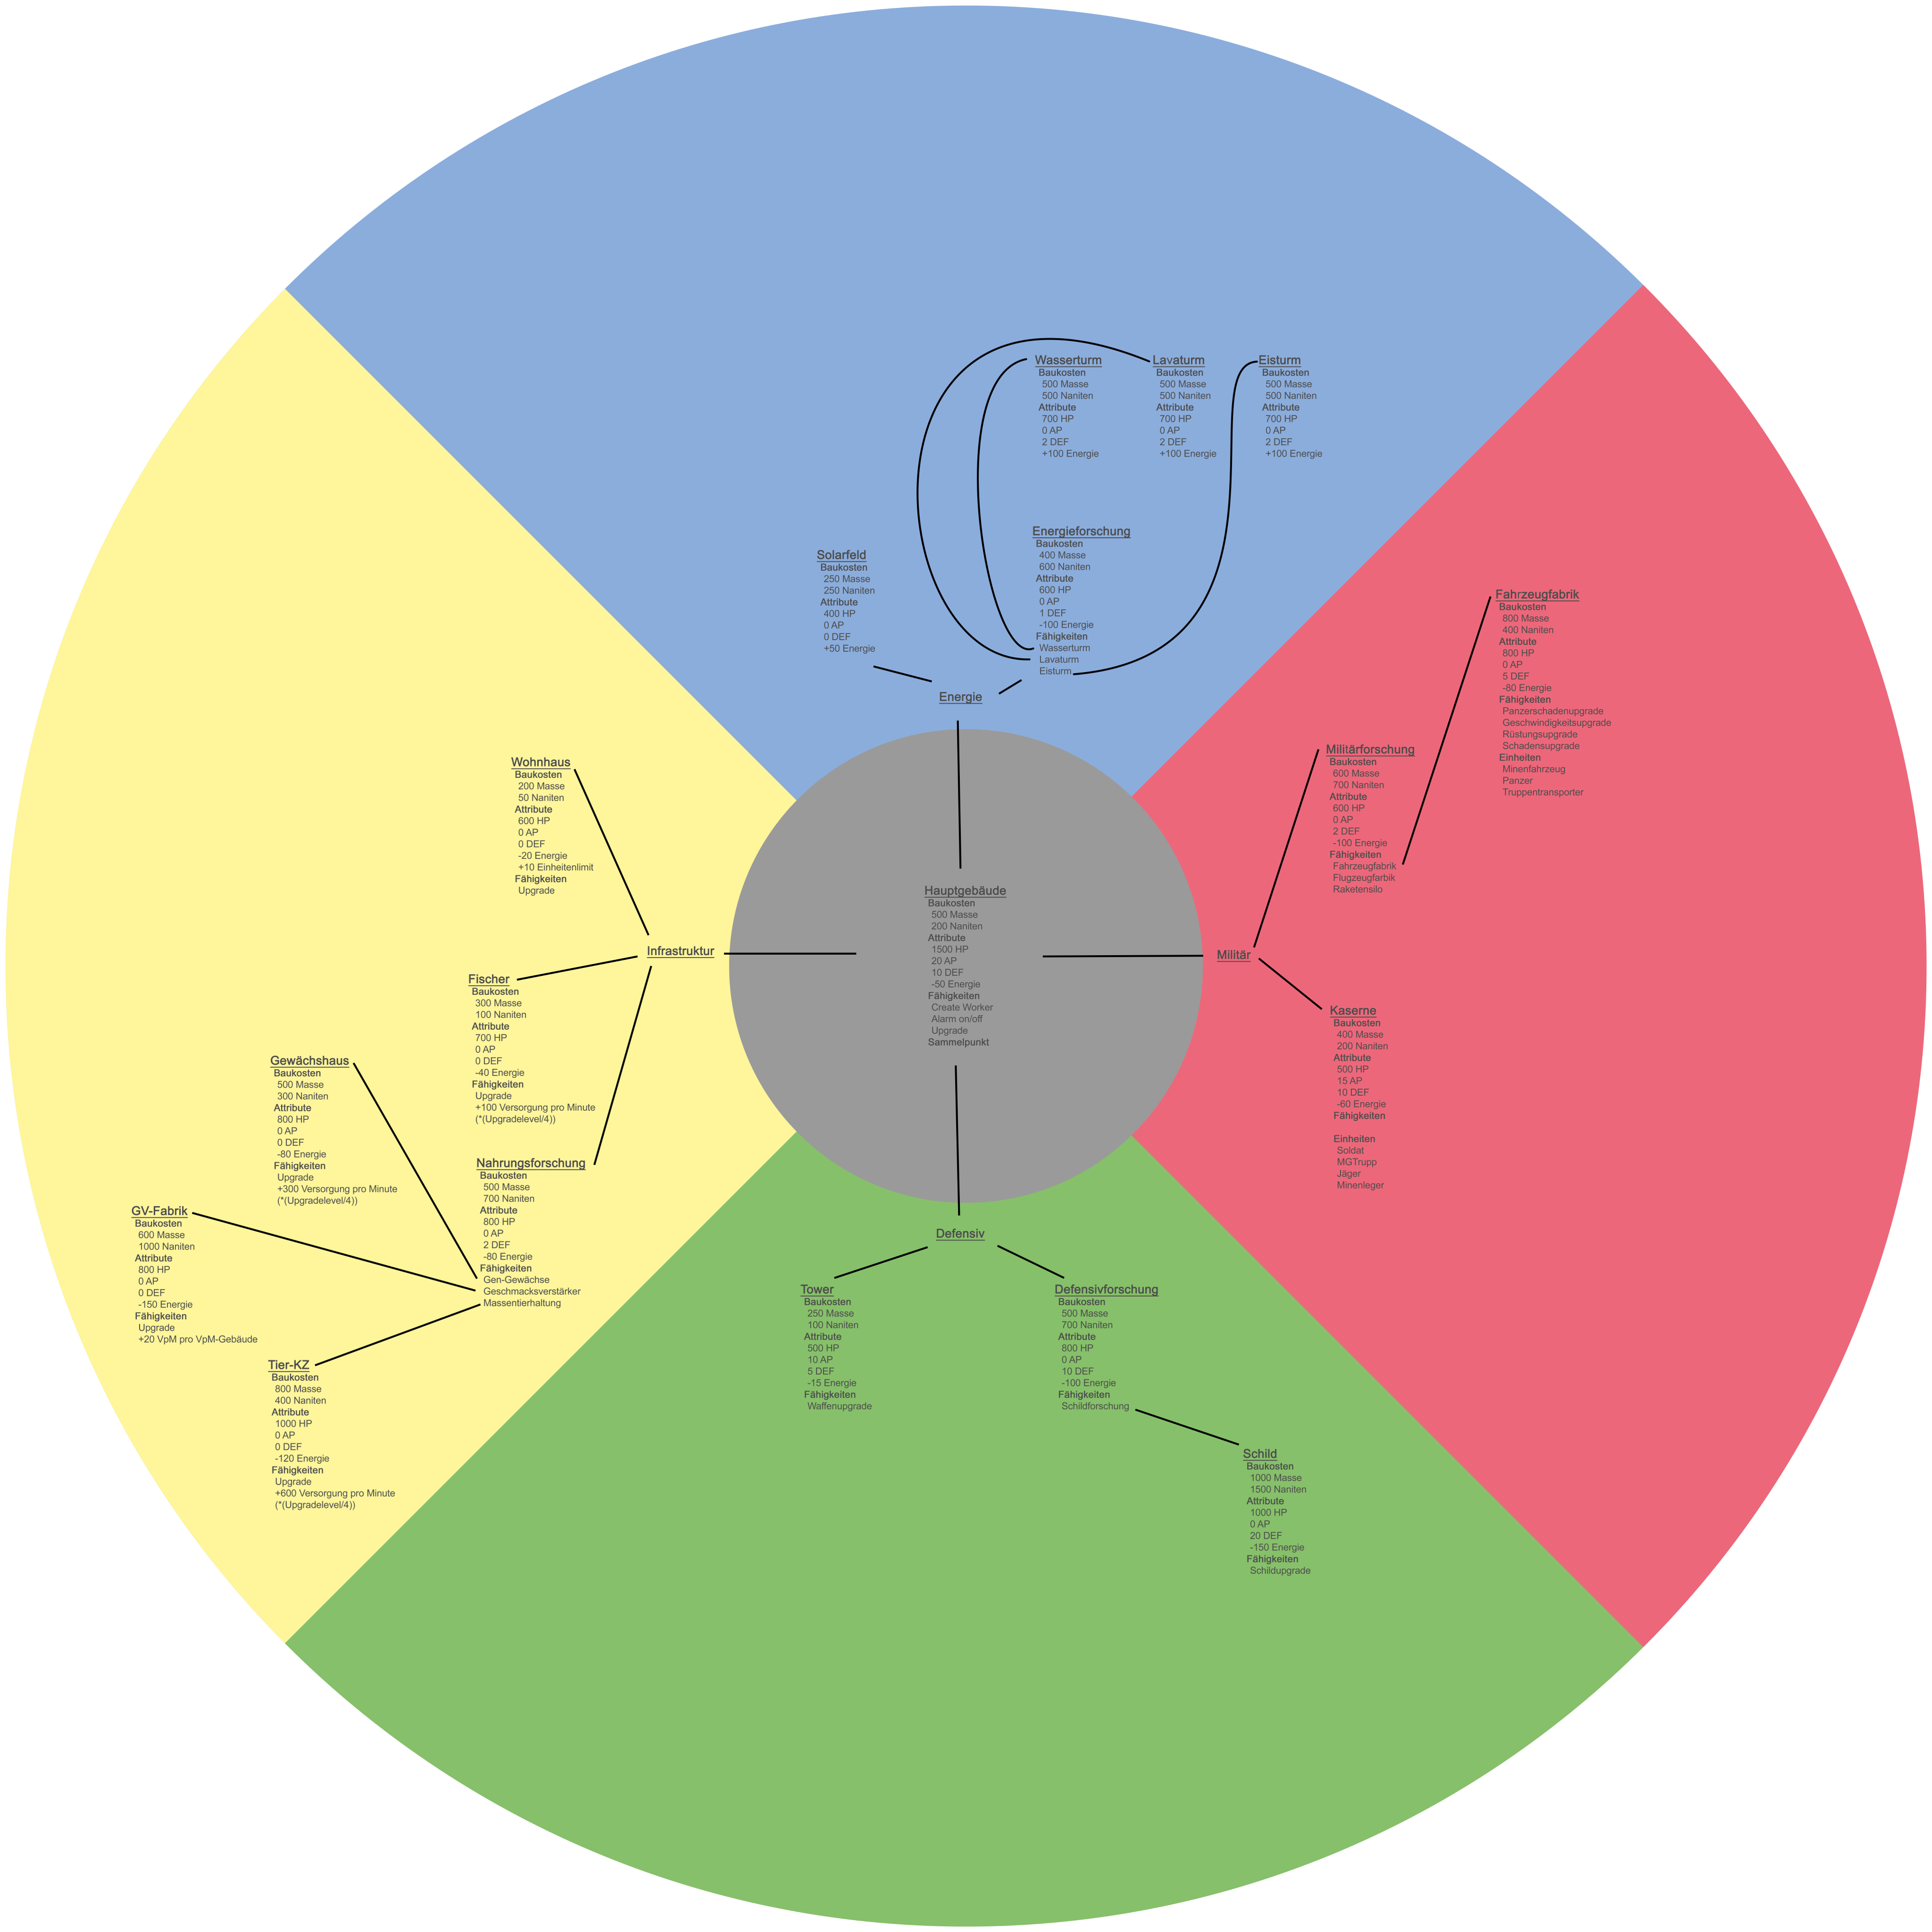 Wasserturm
Baukosten
500 Masse
500 Naniten
Attribute
700 HP
0 AP
2 DEF
+100 Energie
Lavaturm
Baukosten
500 Masse
500 Naniten
Attribute
700 HP
0 AP
2 DEF
+100 Energie
Eisturm
Baukosten
500 Masse
500 Naniten
Attribute
700 HP
0 AP
2 DEF
+100 Energie
Solarfeld
Baukosten
250 Masse
250 Naniten
Attribute
400 HP
0 AP
0 DEF
+50 Energie
Energieforschung
Baukosten
400 Masse
600 Naniten
Attribute
600 HP
0 AP
1 DEF
-100 Energie
Fähigkeiten
Wasserturm
Lavaturm
Eisturm
Energie
Fahrzeugfabrik
Baukosten
800 Masse
400 Naniten
Attribute
800 HP
0 AP
5 DEF
-80 Energie
Fähigkeiten
Panzerschadenupgrade
Geschwindigkeitsupgrade
Rüstungsupgrade
Schadensupgrade
Einheiten
Minenfahrzeug
Panzer
Truppentransporter
Militärforschung
Baukosten
600 Masse
700 Naniten
Attribute
600 HP
0 AP
2 DEF
-100 Energie
Fähigkeiten
Fahrzeugfabrik
Flugzeugfarbik
Raketensilo
Militär
Kaserne
Baukosten
400 Masse
200 Naniten
Attribute
500 HP
15 AP
10 DEF
-60 Energie
Fähigkeiten
Einheiten
Soldat
MGTrupp
Jäger
Minenleger
Hauptgebäude
Baukosten
500 Masse
200 Naniten
Attribute
1500 HP
20 AP
10 DEF
-50 Energie
Fähigkeiten
Create Worker
Alarm on/off
Upgrade
Sammelpunkt
Wohnhaus
Baukosten
200 Masse
50 Naniten
Attribute
600 HP
0 AP
0 DEF
-20 Energie
+10 Einheitenlimit
Fähigkeiten
Upgrade
Infrastruktur
Fischer
Baukosten
300 Masse
100 Naniten
Attribute
700 HP
0 AP
0 DEF
-40 Energie
Fähigkeiten
Upgrade
+100 Versorgung pro Minute
(*(Upgradelevel/4))
Gewächshaus
Baukosten
500 Masse
300 Naniten
Attribute
800 HP
0 AP
0 DEF
-80 Energie
Fähigkeiten
Upgrade
+300 Versorgung pro Minute
(*(Upgradelevel/4))
Nahrungsforschung
Baukosten
500 Masse
700 Naniten
Attribute
800 HP
0 AP
2 DEF
-80 Energie
Fähigkeiten
Gen-Gewächse
Geschmacksverstärker
Massentierhaltung
GV-Fabrik
Baukosten
600 Masse
1000 Naniten
Attribute
800 HP
0 AP
0 DEF
-150 Energie
Fähigkeiten
Upgrade
+20 VpM pro VpM-Gebäude
Tier-KZ
Baukosten
800 Masse
400 Naniten
Attribute
1000 HP
0 AP
0 DEF
-120 Energie
Fähigkeiten
Upgrade
+600 Versorgung pro Minute
(*(Upgradelevel/4))
Defensiv
Tower
Baukosten
250 Masse
100 Naniten
Attribute
500 HP
10 AP
5 DEF
-15 Energie
Fähigkeiten
Waffenupgrade
Defensivforschung
Baukosten
500 Masse
700 Naniten
Attribute
800 HP
0 AP
10 DEF
-100 Energie
Fähigkeiten
Schildforschung
Schild
Baukosten
1000 Masse
1500 Naniten
Attribute
1000 HP
0 AP
20 DEF
-150 Energie
Fähigkeiten
Schildupgrade